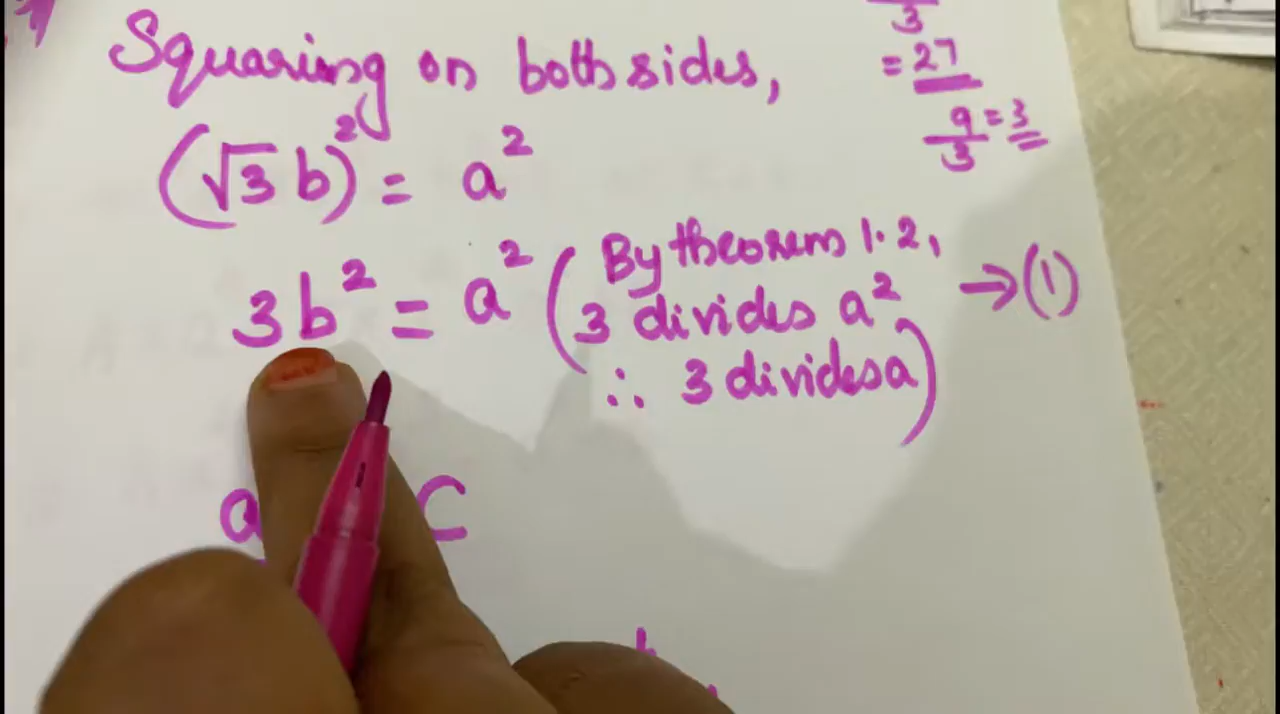 Squaring on both sides,
(√3 b)² = a²
3b² = a² (By theorem 1.2,
3 divides a² → (1)
∴ 3 divides a)
a
C
3
= 27
9/3 = 3